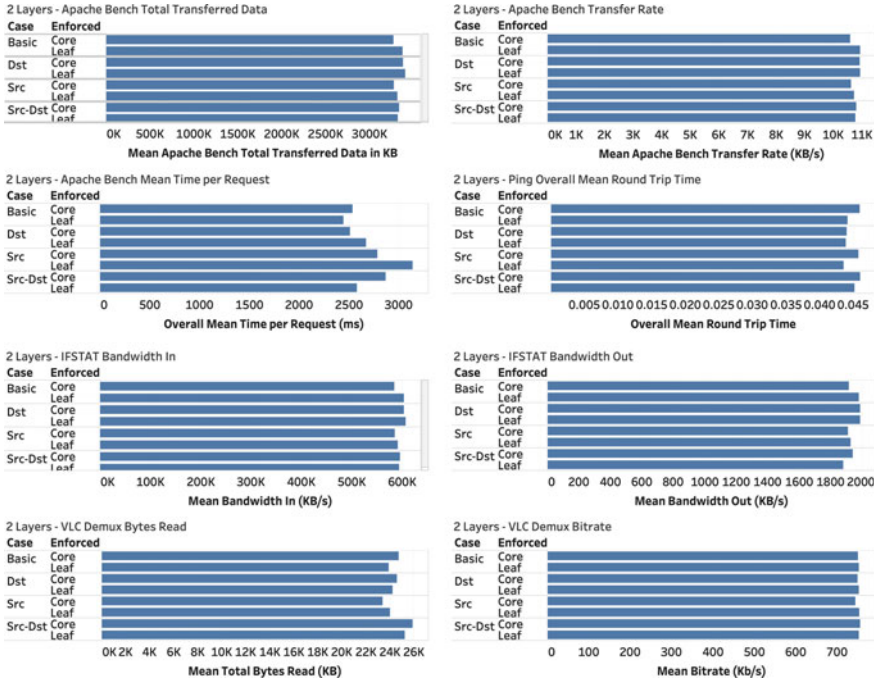 2 Layers - Apache Bench Total Transferred Data
Case Enforced
Basic Core
Leaf
Dst Core
Leaf
Src Core
Leaf
Src-Dst Core
Leaf
0K 500K 1000K 1500K 2000K 2500K 3000K
Mean Apache Bench Total Transferred Data in KB
2 Layers - Apache Bench Transfer Rate
Case Enforced
Basic Core
Leaf
Dst Core
Leaf
Src Core
Leaf
Src-Dst Core
Leaf
0K 1K 2K 3K 4K 5K 6K 7K 8K 9K 10K 11K
Mean Apache Bench Transfer Rate (KB/s)
2 Layers - Apache Bench Mean Time per Request
Case Enforced
Basic Core
Leaf
Dst Core
Leaf
Src Core
Leaf
Src-Dst Core
Leaf
0 500 1000 1500 2000 2500 3000
Overall Mean Time per Request (ms)
2 Layers - Ping Overall Mean Round Trip Time
Case Enforced
Basic Core
Leaf
Dst Core
Leaf
Src Core
Leaf
Src-Dst Core
Leaf
0.005 0.010 0.015 0.020 0.025 0.030 0.035 0.040 0.045
Overall Mean Round Trip Time
2 Layers - IFSTAT Bandwidth In
Case Enforced
Basic Core
Leaf
Dst Core
Leaf
Src Core
Leaf
Src-Dst Core
Leaf
0K 100K 200K 300K 400K 500K 600K
Mean Bandwidth In (KB/s)
2 Layers - IFSTAT Bandwidth Out
Case Enforced
Basic Core
Leaf
Dst Core
Leaf
Src Core
Leaf
Src-Dst Core
Leaf
0 200 400 600 800 1000 1200 1400 1600 1800 2000
Mean Bandwidth Out (KB/s)
2 Layers - VLC Demux Bytes Read
Case Enforced
Basic Core
Leaf
Dst Core
Leaf
Src Core
Leaf
Src-Dst Core
Leaf
0K 2K 4K 6K 8K 10K 12K 14K 16K 18K 20K 22K 24K 26K
Mean Total Bytes Read (KB)
2 Layers - VLC Demux Bitrate
Case Enforced
Basic Core
Leaf
Dst Core
Leaf
Src Core
Leaf
Src-Dst Core
Leaf
0 100 200 300 400 500 600 700
Mean Bitrate (Kb/s)